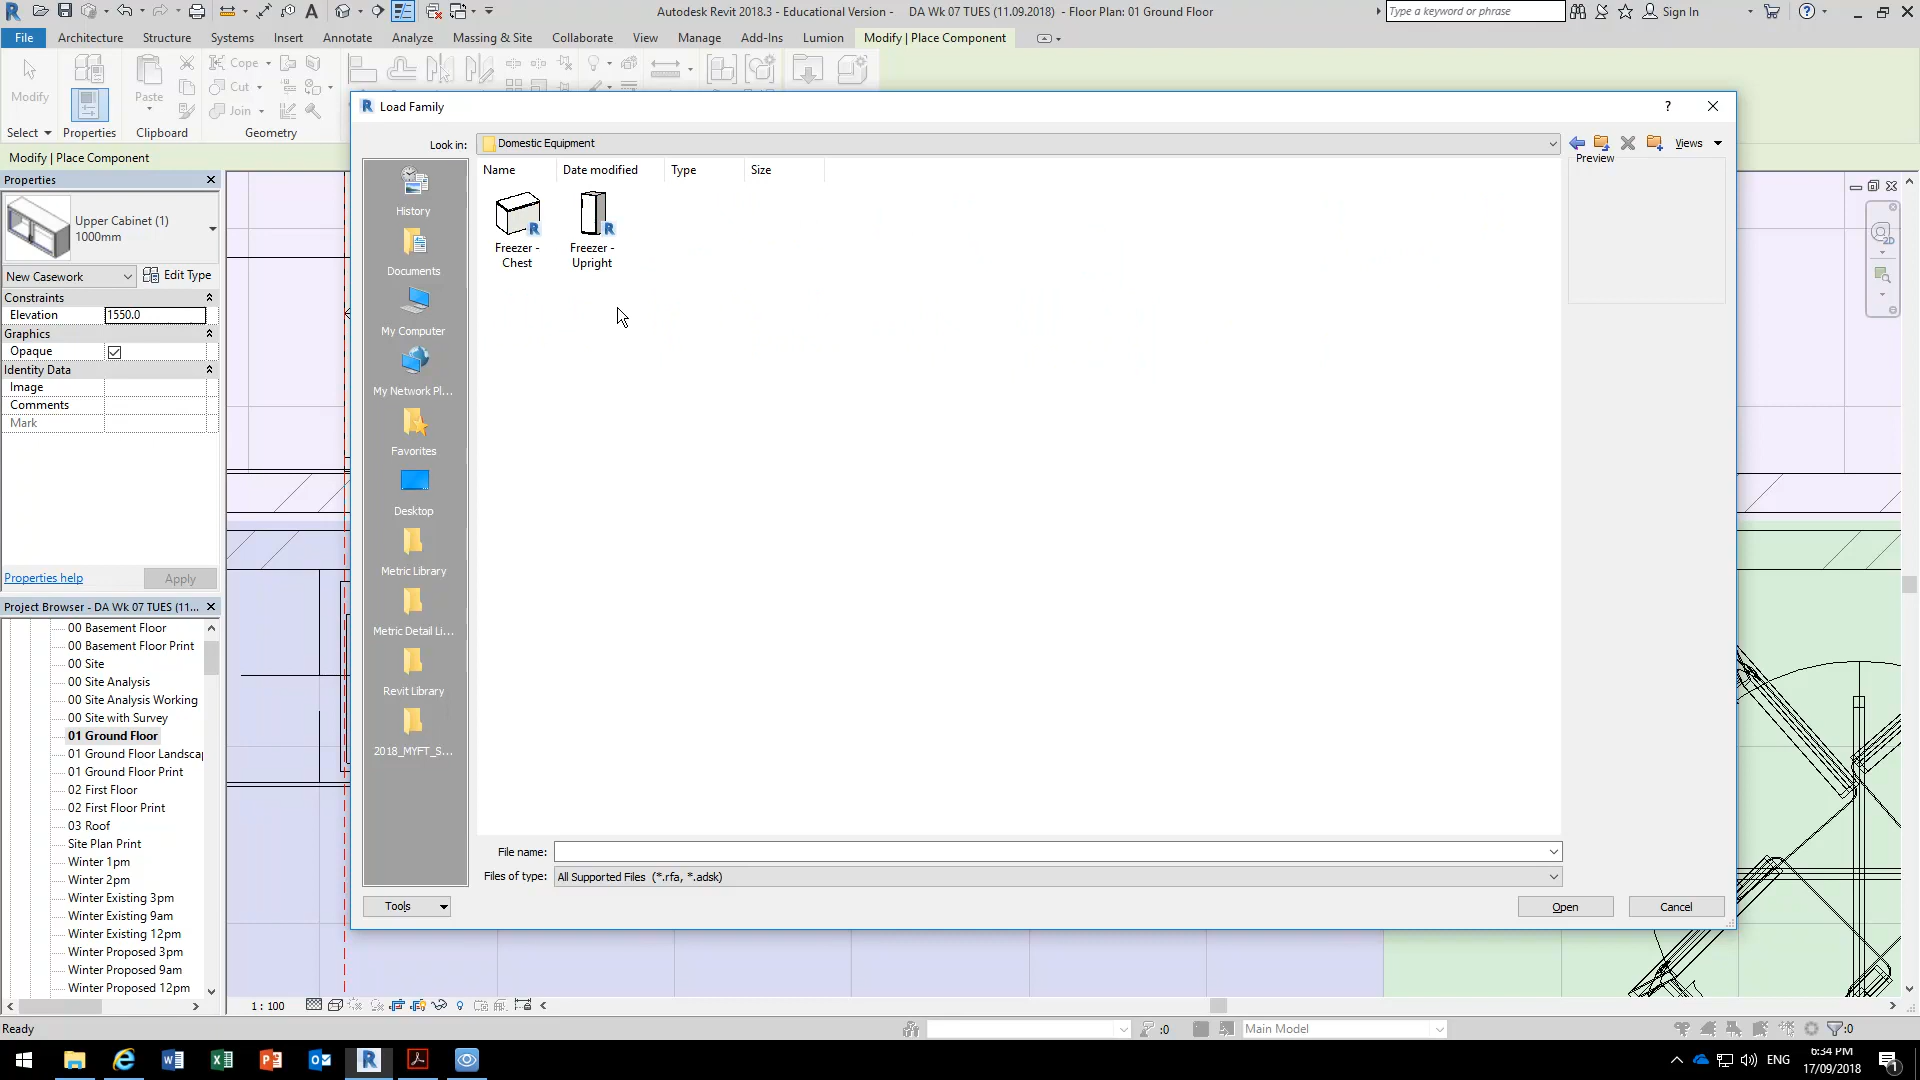 Autodesk Revit 2018.3 - Educational Version - DA Wk 07 TUES (11.09.2018) - Floor Plan: 01 Ground Floor
Type a keyword or phrase
Sign In
File Architecture Structure Systems Insert Annotate Analyze Massing & Site Collaborate View Manage Add-Ins Lumion Modify | Place Component
Modify
Paste
Cope
Cut
Join
Select Properties Clipboard Geometry
Modify | Place Component
Properties
Upper Cabinet (1)
1000mm
New Casework
Edit Type
Constraints
Elevation 1550.0
Graphics
Opaque
Identity Data
Image
Comments
Mark
Properties help
Apply
Project Browser - DA Wk 07 TUES (11...
00 Basement Floor
00 Basement Floor Print
00 Site
00 Site Analysis
00 Site Analysis Working
00 Site with Survey
01 Ground Floor
01 Ground Floor Landscap
01 Ground Floor Print
02 First Floor
02 First Floor Print
03 Roof
Site Plan Print
Winter 1pm
Winter 2pm
Winter Existing 3pm
Winter Existing 9am
Winter Existing 12pm
Winter Proposed 3pm
Winter Proposed 9am
Winter Proposed 12pm
Load Family
?
Look in: Domestic Equipment
Views
Preview
Name Date modified Type Size
Freezer - Chest
Freezer - Upright
History
Documents
My Computer
My Network Pl...
Favorites
Desktop
Metric Library
Metric Detail Li...
Revit Library
2018_MYFT_S...
File name:
Files of type: All Supported Files (*.rfa, *.adsk)
Tools
Open
Cancel
2D
1 : 100
Ready
:0
Main Model
:0
ENG
6:34 PM
17/09/2018
1